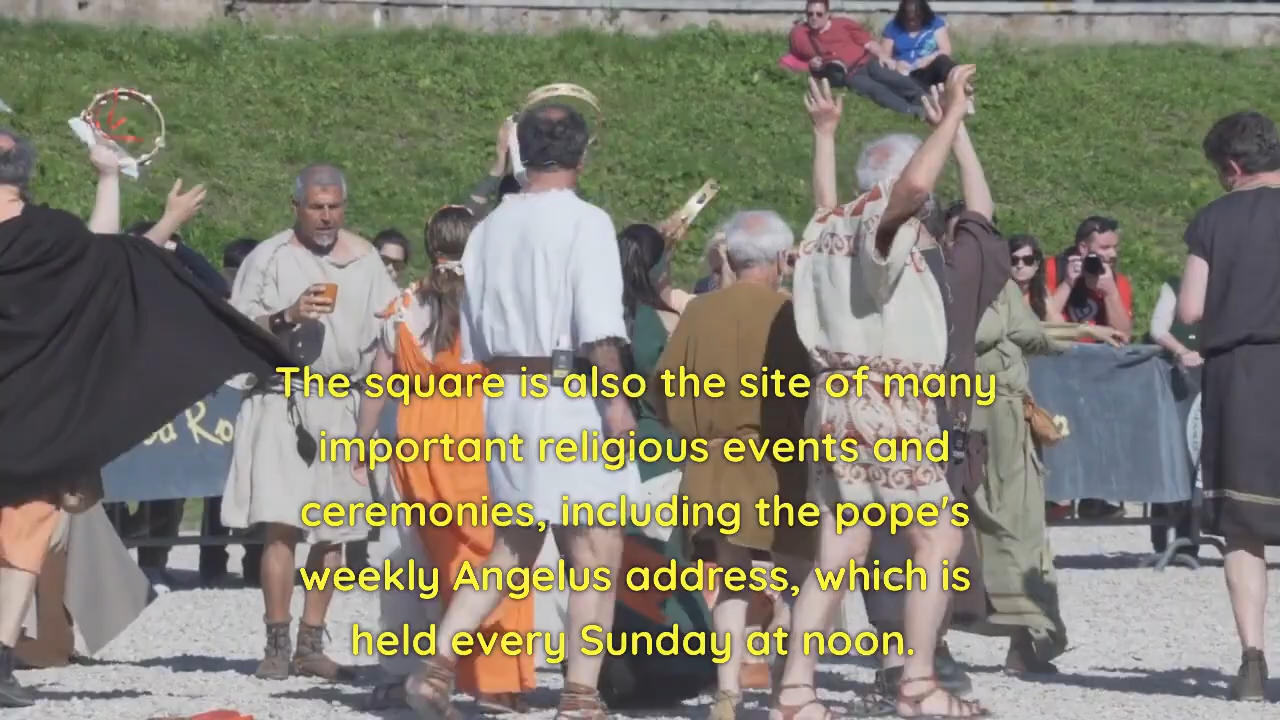 The square is also the site of many
important religious events and
ceremonies, including the pope's
weekly Angelus address, which is
held every Sunday at noon.